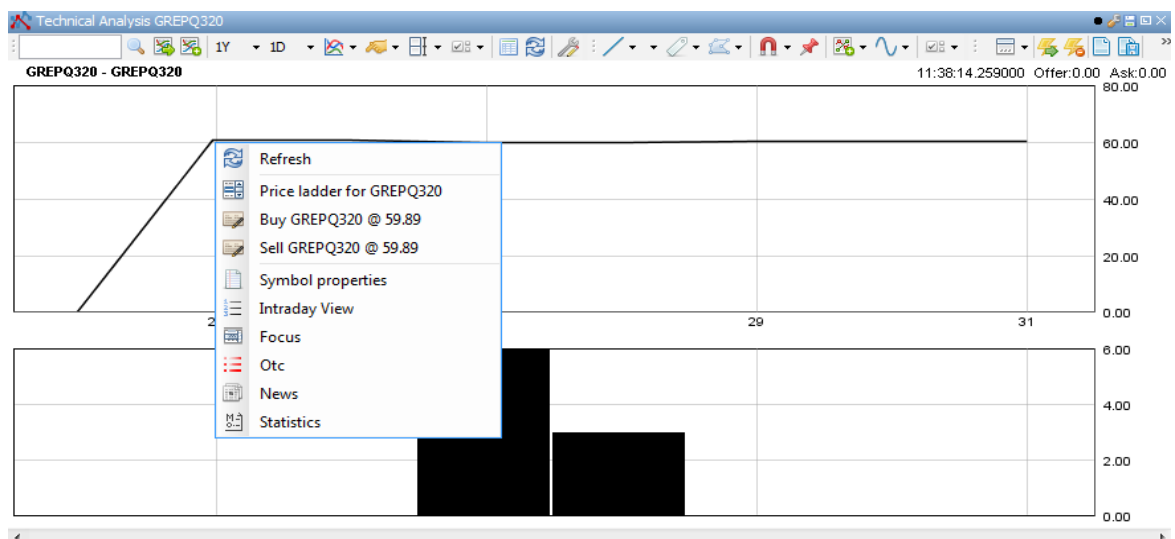 Technical Analysis GREPQ320
1Y 1D
GREPQ320 - GREPQ320 11:38:14.259000 Offer:0.00 Ask:0.00
80.00
60.00
40.00
20.00
0.00
2 29 31
Refresh
Price ladder for GREPQ320
Buy GREPQ320 @ 59.89
Sell GREPQ320 @ 59.89
Symbol properties
Intraday View
Focus
Otc
News
Statistics
6.00
4.00
2.00
0.00